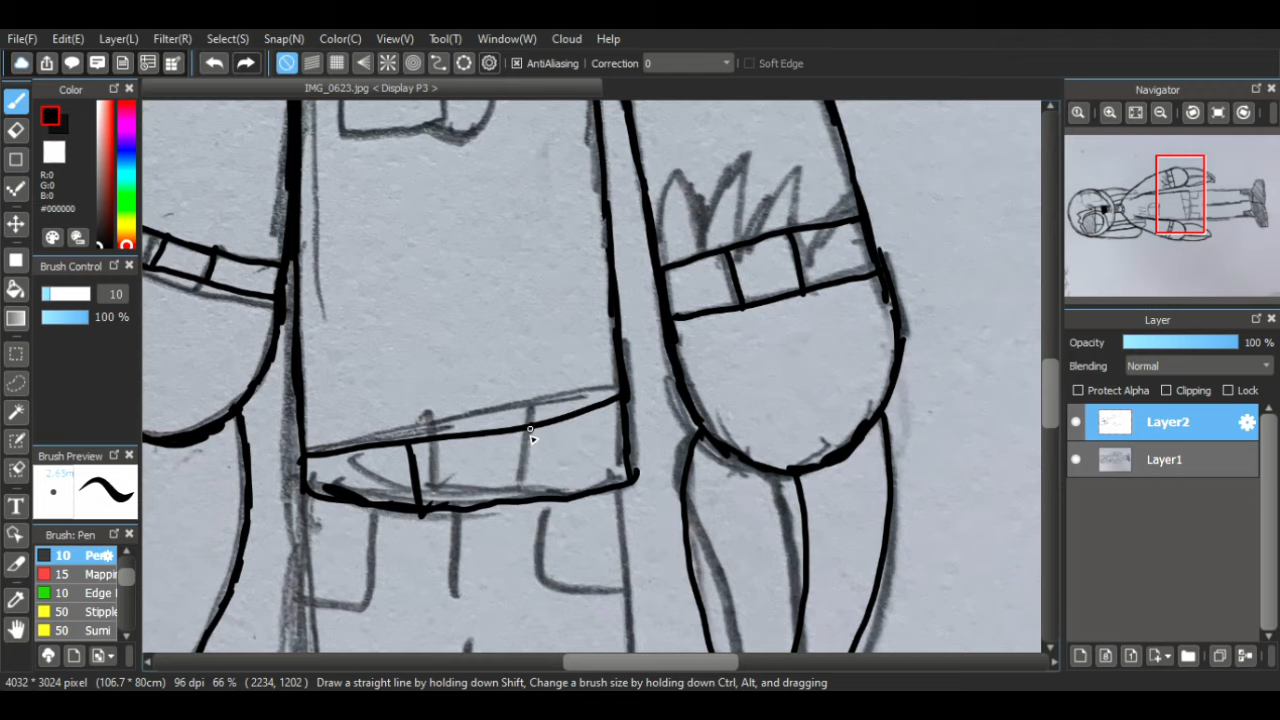 File(F) Edit(E) Layer(L) Filter(R) Select(S) Snap(N) Color(C) View(V) Tool(T) Window(W) Cloud Help
AntiAliasing Correction 0 Soft Edge
Color
IMG_0623.jpg < Display P3 >
Navigator
R:0
G:0
B:0
#000000
Brush Control
10
100 %
Brush Preview
Brush: Pen
10 Pen
15 Mappin
10 Edge
50 Stipple
50 Sumi
T
Layer
Opacity 100 %
Blending Normal
Protect Alpha Clipping Lock
Layer2
Layer1
4032 * 3024 pixel (106.7 * 80cm) 96 dpi 66 % ( 2234, 1202 ) Draw a straight line by holding down Shift, Change a brush size by holding down Ctrl, Alt, and dragging